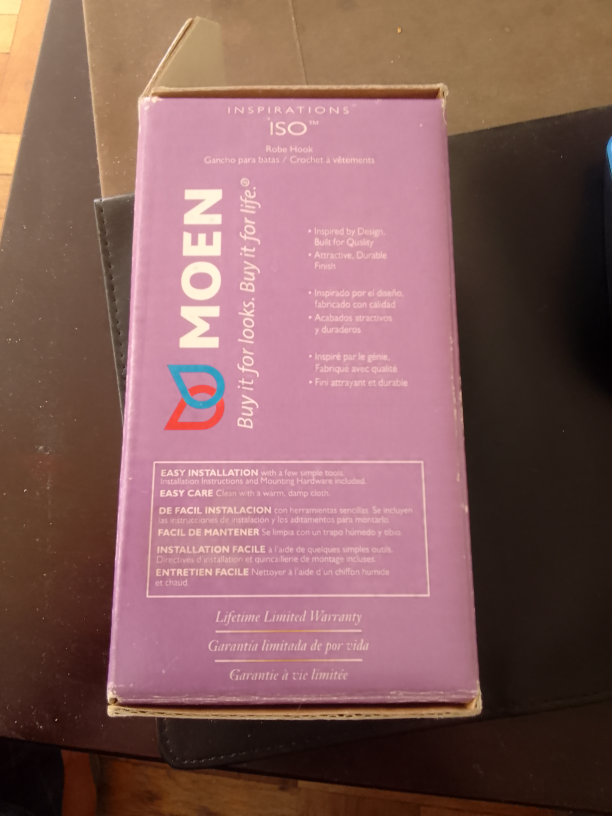 INSPIRATIONS
ISO™
Robe Hook
Gancho para batas / Crochet à vêtements
MOEN
Buy it for looks. Buy it for life.®
• Inspired by Design,
Built for Quality
• Attractive, Durable
Finish
• Inspirado por el diseño,
fabricado con calidad
• Acabados atractivos
y duraderos
• Inspiré par le génie,
Fabriqué avec qualité
• Fini attrayant et durable
EASY INSTALLATION with a few simple tools.
Installation Instructions and Mounting Hardware included.
EASY CARE Clean with a warm, damp cloth.
DE FACIL INSTALACION con herramientas sencillas. Se incluyen
las instrucciones de instalación y los aditamentos para montarlo.
FACIL DE MANTENER Se limpia con un trapo húmedo y tibio.
INSTALLATION FACILE à l'aide de quelques simples outils.
Directives d'installation et quincaillerie de montage incluses.
ENTRETIEN FACILE Nettoyer à l'aide d'un chiffon humide
et chaud.
Lifetime Limited Warranty
Garantía limitada de por vida
Garantie à vie limitée